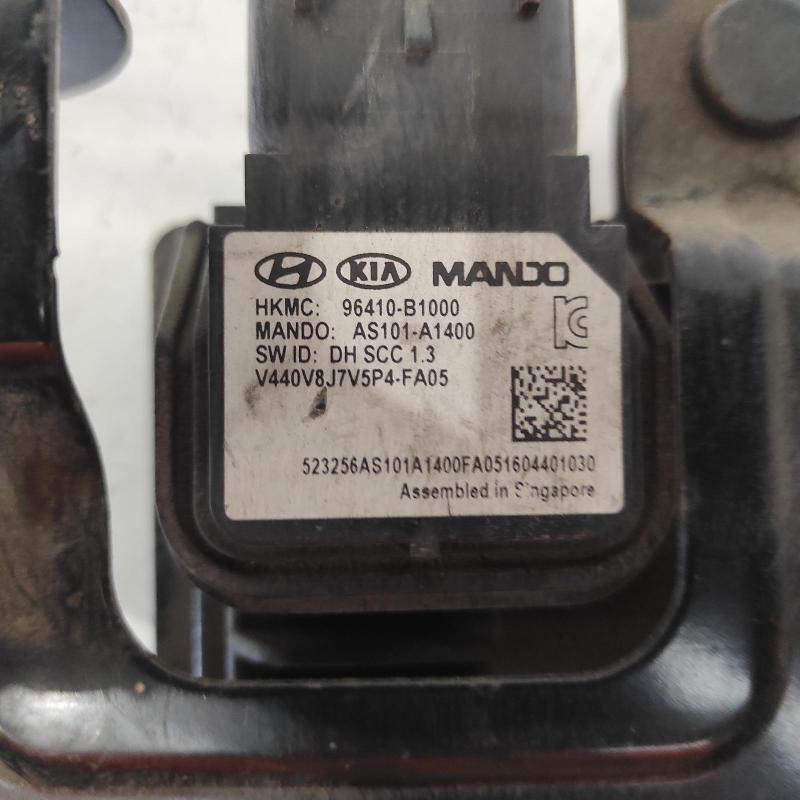 KIA MANDO
HKMC: 96410-B1000
MANDO: AS101-A1400
SW ID: DH SCC 1.3
V440V8J7V5P4-FA05
523256AS101A1400FA051604401030
Assembled in Singapore